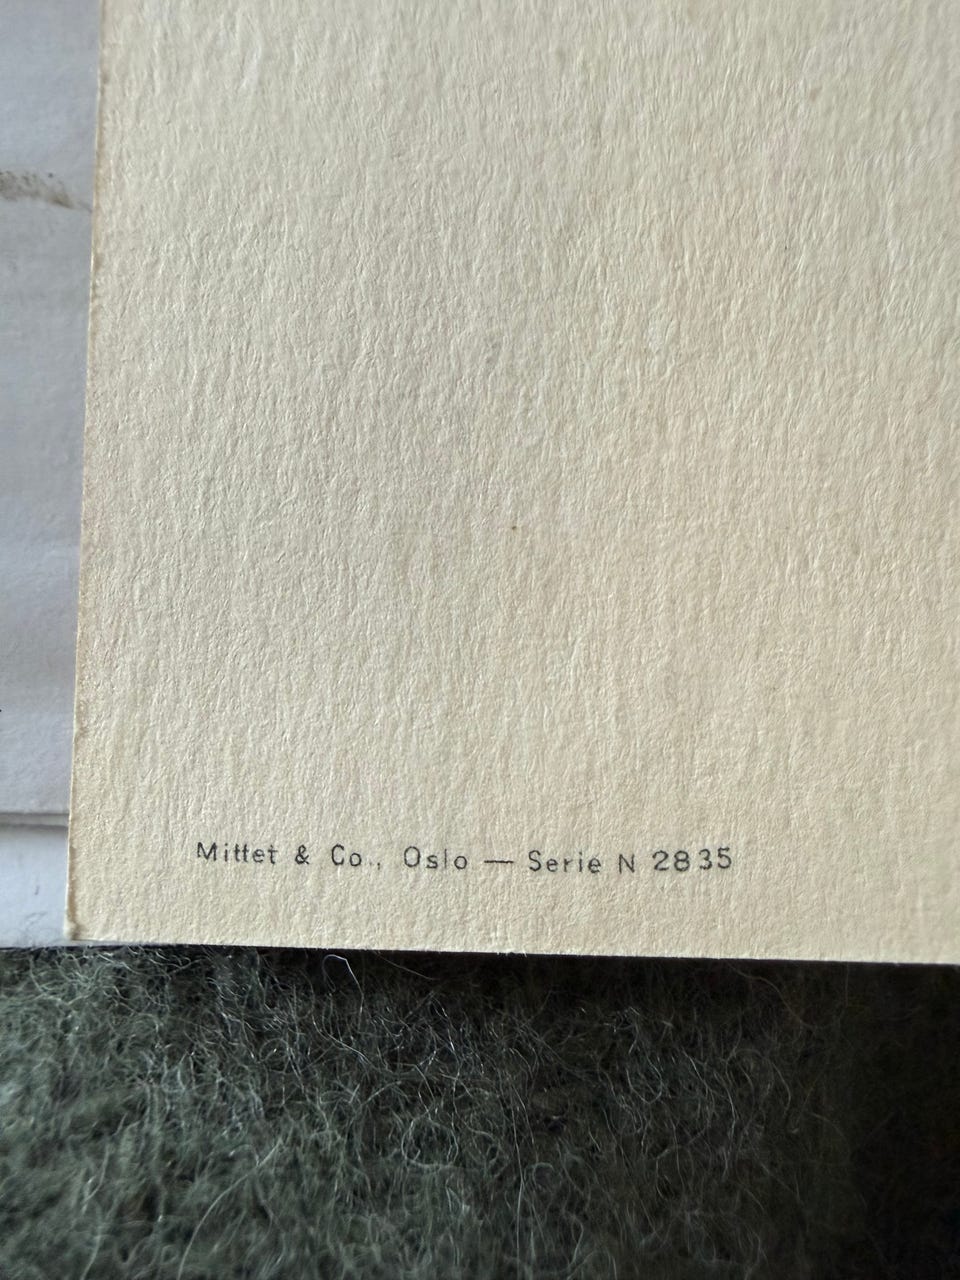 Mittet & Co., Oslo — Serie N 2835